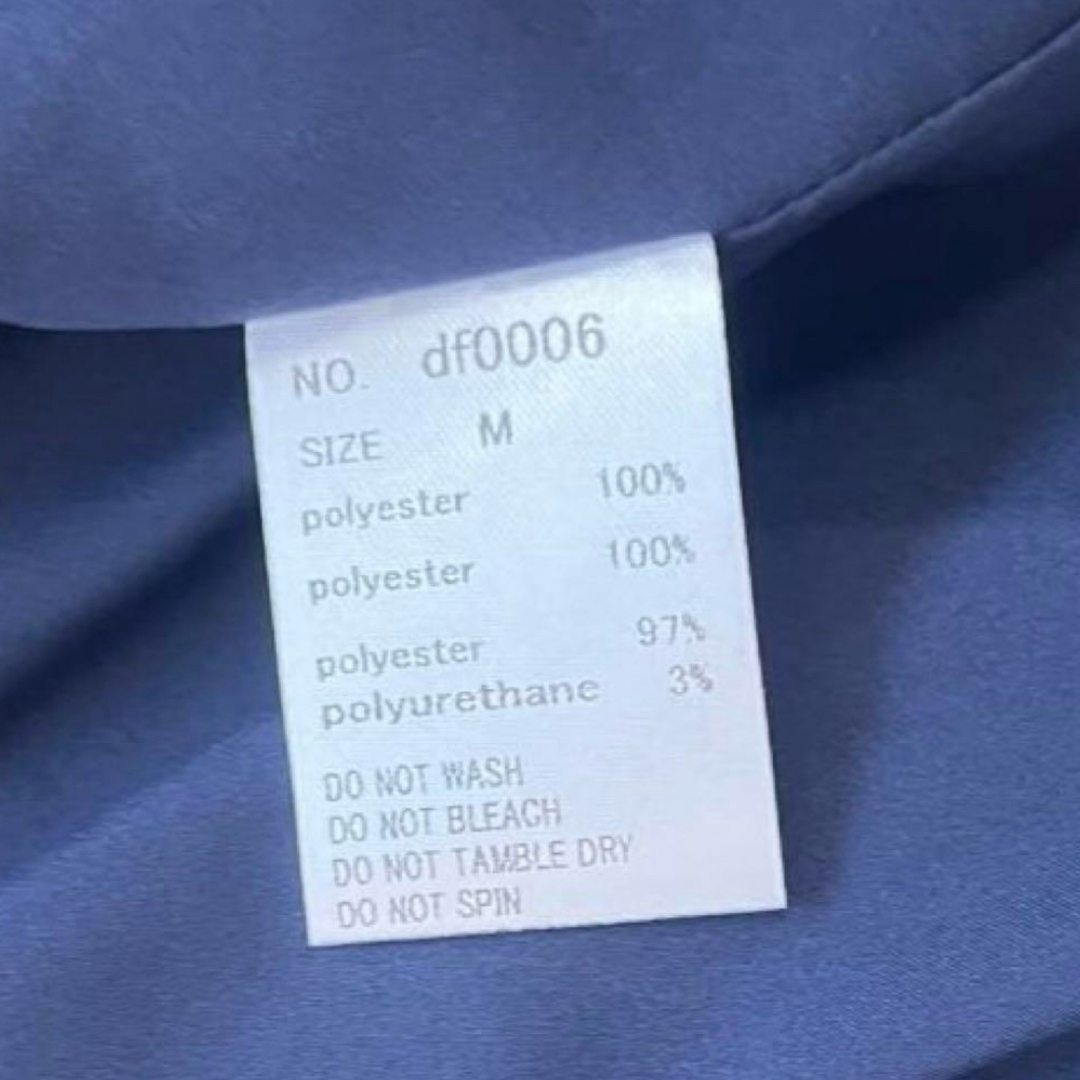 NO. df0006
SIZE M
polyester 100%
polyester 100%
polyester 97%
polyurethane 3%
DO NOT WASH
DO NOT BLEACH
DO NOT TAMBLE DRY
DO NOT SPIN